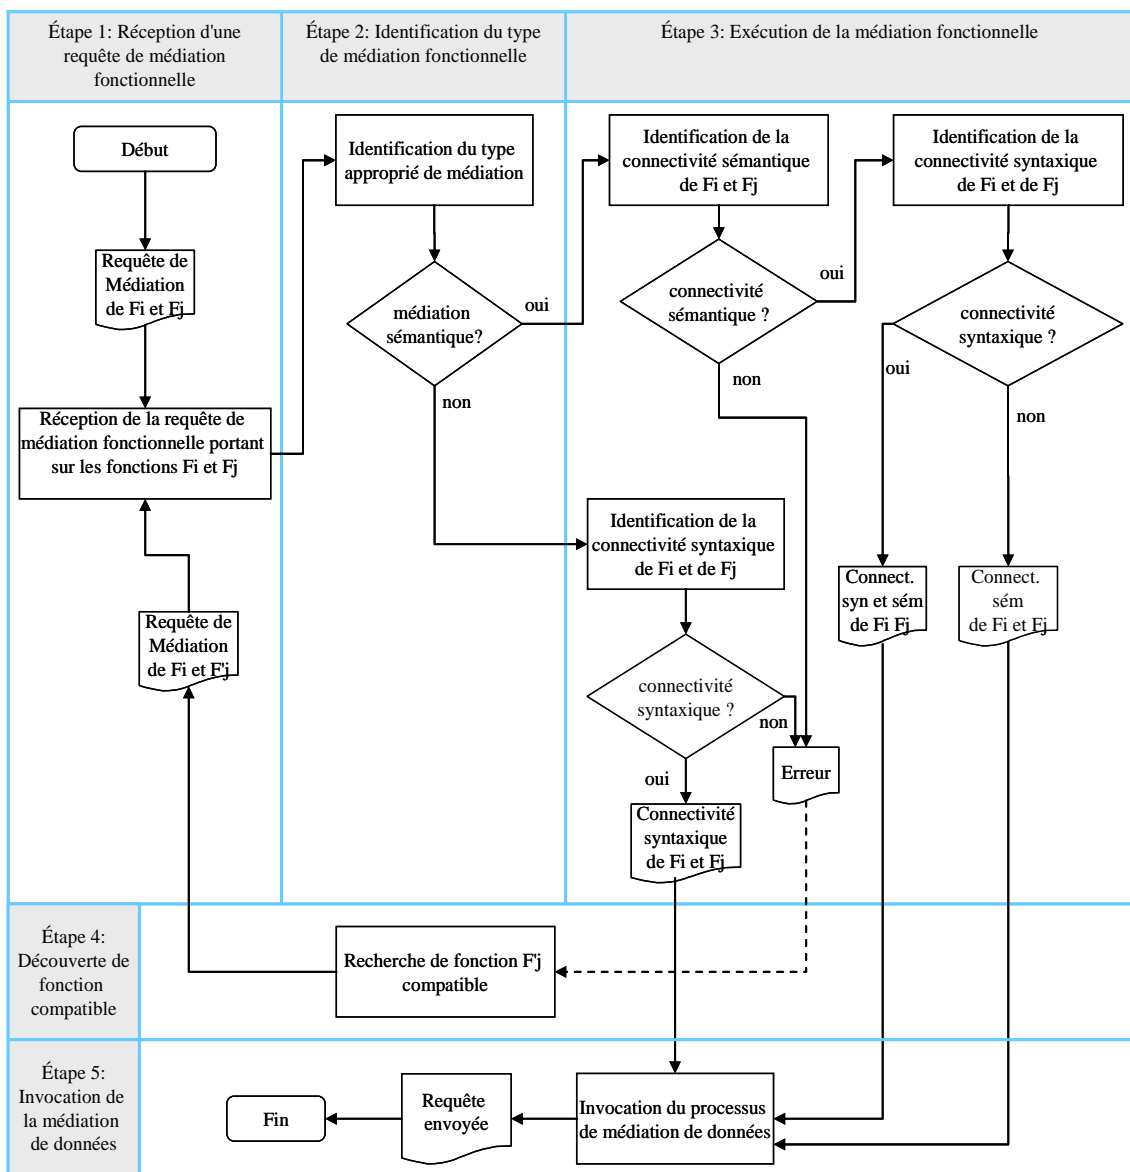 Étape 1: Réception d'une
requête de médiation
fonctionnelle
Étape 2: Identification du type
de médiation fonctionnelle
Étape 3: Exécution de la médiation fonctionnelle
Début
Requête de
Médiation
de Fi et Fj
Réception de la requête de
médiation fonctionnelle portant
sur les fonctions Fi et Fj
Requête de
Médiation
de Fi et F'j
Identification du type
approprié de médiation
médiation
sémantique?
oui
non
Identification de la
connectivité sémantique
de Fi et Fj
connectivité
sémantique ?
oui
non
Identification de la
connectivité syntaxique
de Fi et de Fj
connectivité
syntaxique ?
oui
non
Identification de la
connectivité syntaxique
de Fi et de Fj
connectivité
syntaxique ?
non
oui
Connect.
syn et sém
de Fi Fj
Connect.
sém
de Fi et Fj
Erreur
Connectivité
syntaxique
de Fi et Fj
Étape 4:
Découverte de
fonction
compatible
Recherche de fonction F'j
compatible
Étape 5:
Invocation de
la médiation
de données
Fin
Requête
envoyée
Invocation du processus
de médiation de données